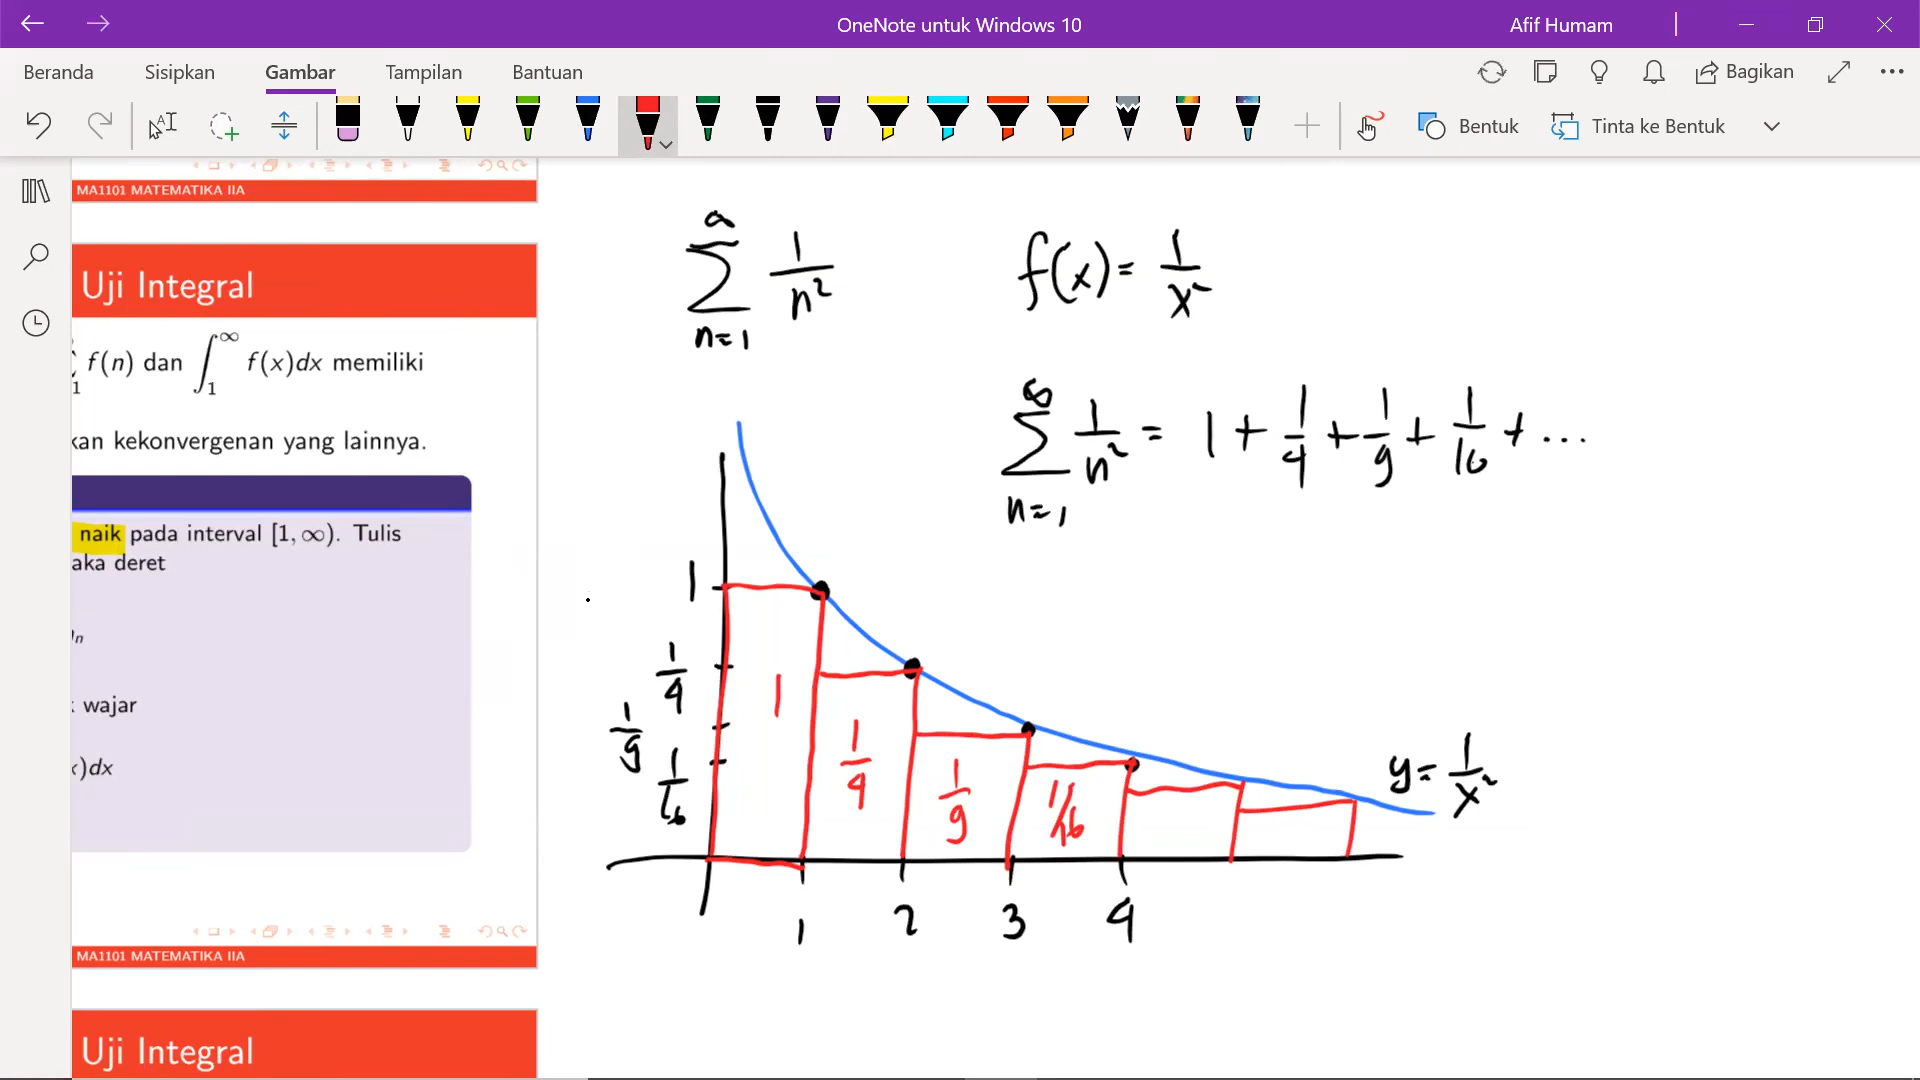 OneNote untuk Windows 10
Afif Humam
Beranda Sisipkan Gambar Tampilan Bantuan
Bagikan
Bentuk Tinta ke Bentuk
MA1101 MATEMATIKA IIA
Uji Integral
1 f(n) dan ∫_1^∞ f(x)dx memiliki
kan kekonvergenan yang lainnya.
naik pada interval [1, ∞). Tulis
aka deret
n
wajar
x)dx
MA1101 MATEMATIKA IIA
Uji Integral
∑_{n=1}^∞ 1/n²
f(x) = 1/x²
∑_{n=1}^∞ 1/n² = 1 + 1/4 + 1/9 + 1/16 + ...
1
1/4
1/9
1/16
1 1/4 1/9 1/16
y = 1/x²
1 2 3 4